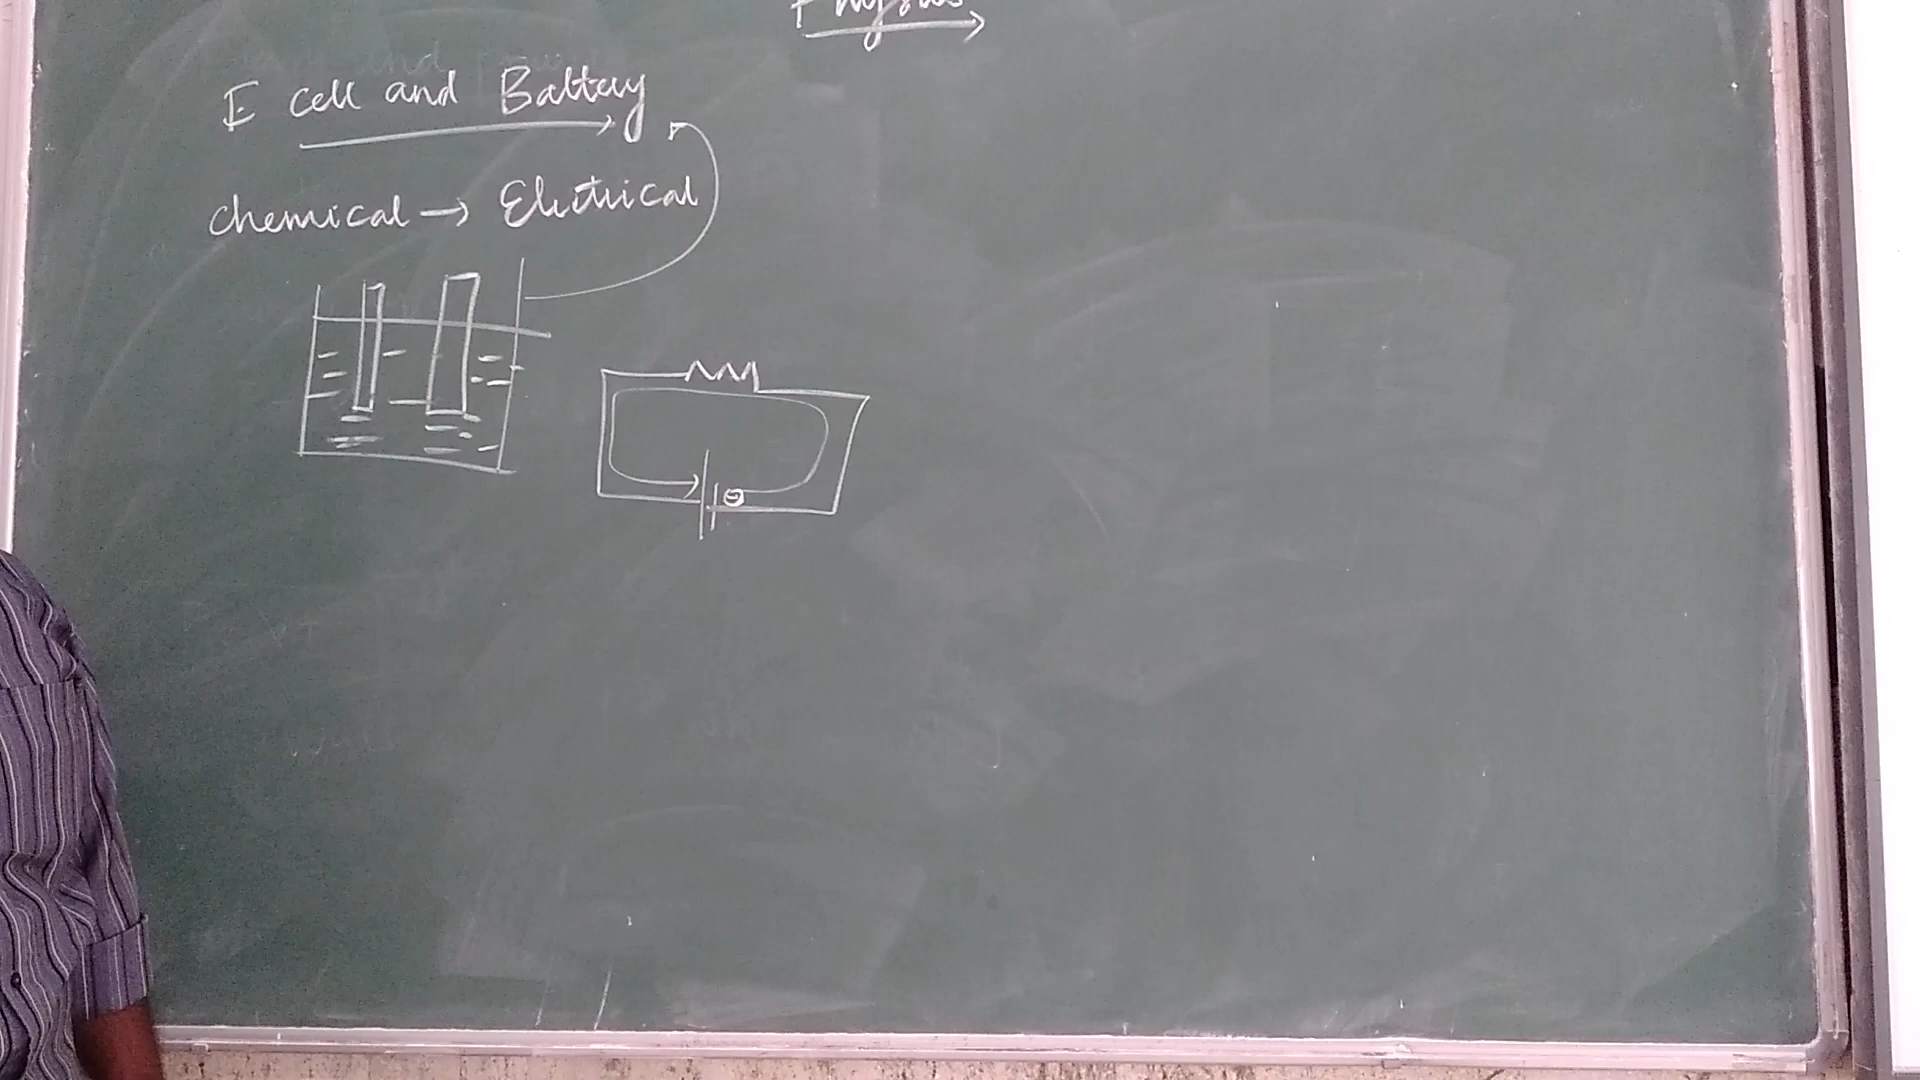 Physics
E cell and Battery
chemical → Electrical
⊖